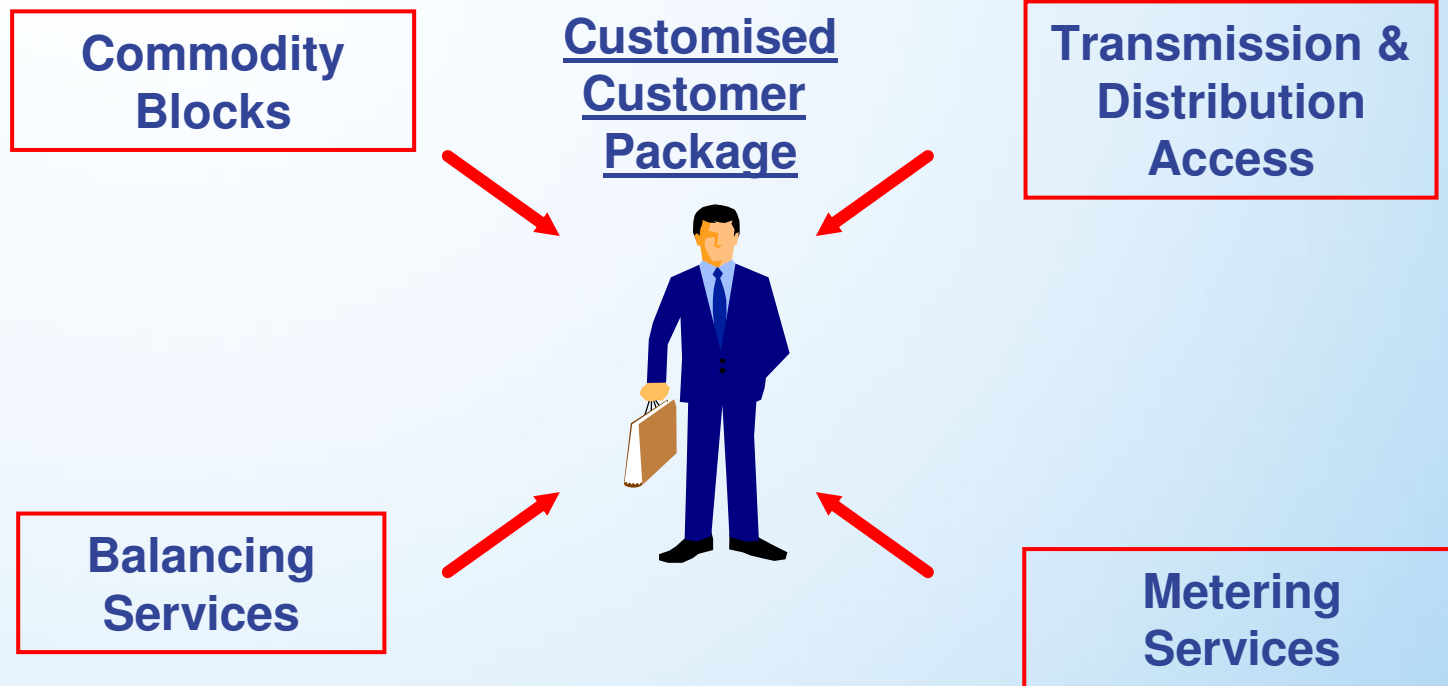 Commodity
Blocks
Customised
Customer
Package
Transmission &
Distribution
Access
Balancing
Services
Metering
Services